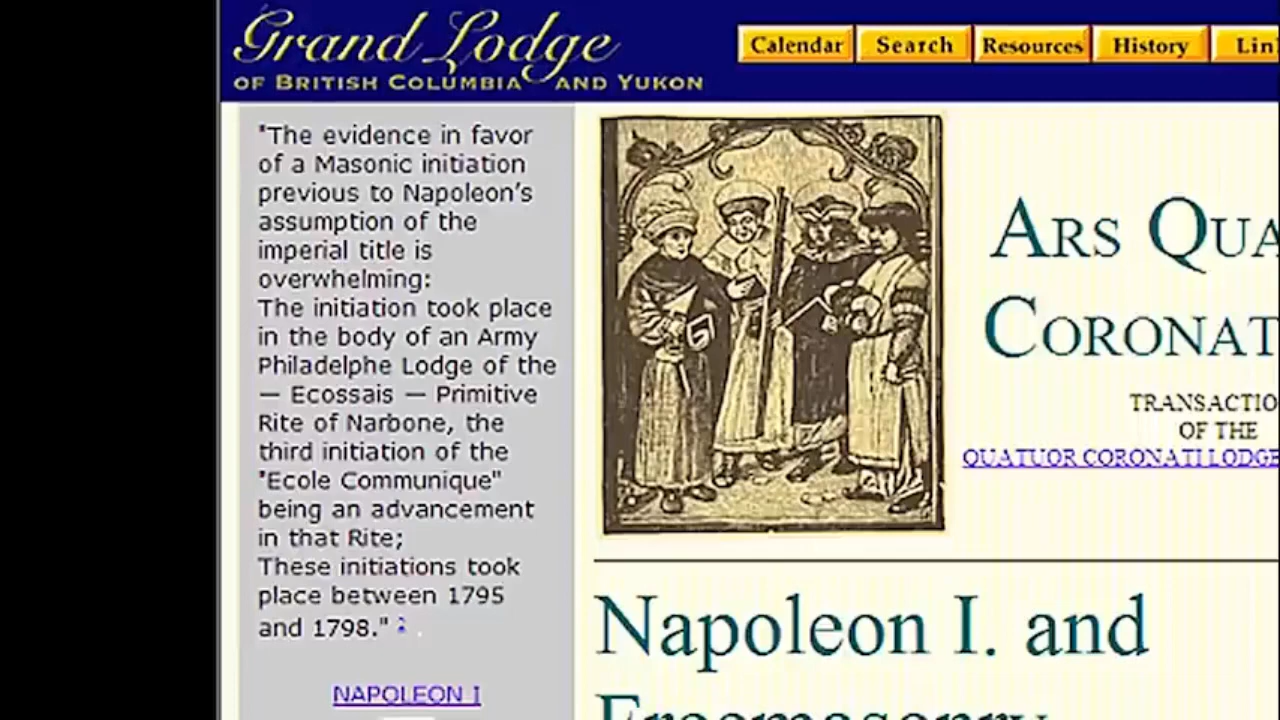 Grand Lodge
OF BRITISH COLUMBIA AND YUKON
Calendar
Search
Resources
History
"The evidence in favor
of a Masonic initiation
previous to Napoleon's
assumption of the
imperial title is
overwhelming:
The initiation took place
in the body of an Army
Philadelphe Lodge of the
— Ecossais — Primitive
Rite of Narbone, the
third initiation of the
"Ecole Communique"
being an advancement
in that Rite;
These initiations took
place between 1795
and 1798." 2 .
NAPOLEON I
ARS QUA
CORONAT
TRANSACTIO
OF THE
QUATUOR CORONATI LODGE
Napoleon I. and
Freemasonry